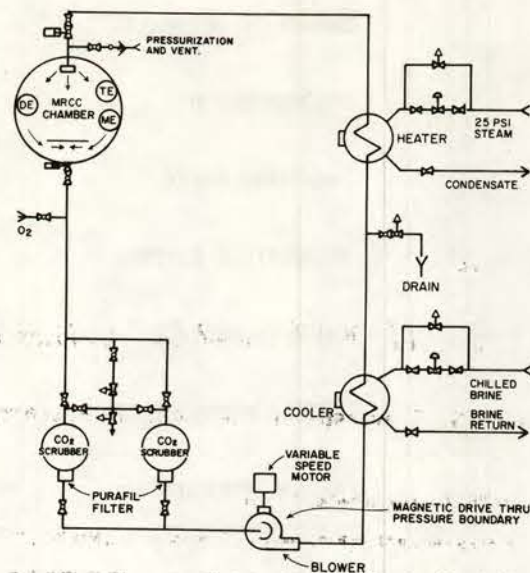 PRESSURIZATION
AND VENT.
DE
TE
MRCC
CHAMBER
ME
O₂
25 PSI
STEAM
HEATER
CONDENSATE
DRAIN
CHILLED
BRINE
COOLER
BRINE
RETURN
CO₂
SCRUBBER
CO₂
SCRUBBER
PURAFIL
FILTER
VARIABLE
SPEED
MOTOR
MAGNETIC DRIVE THRU
PRESSURE BOUNDARY
BLOWER